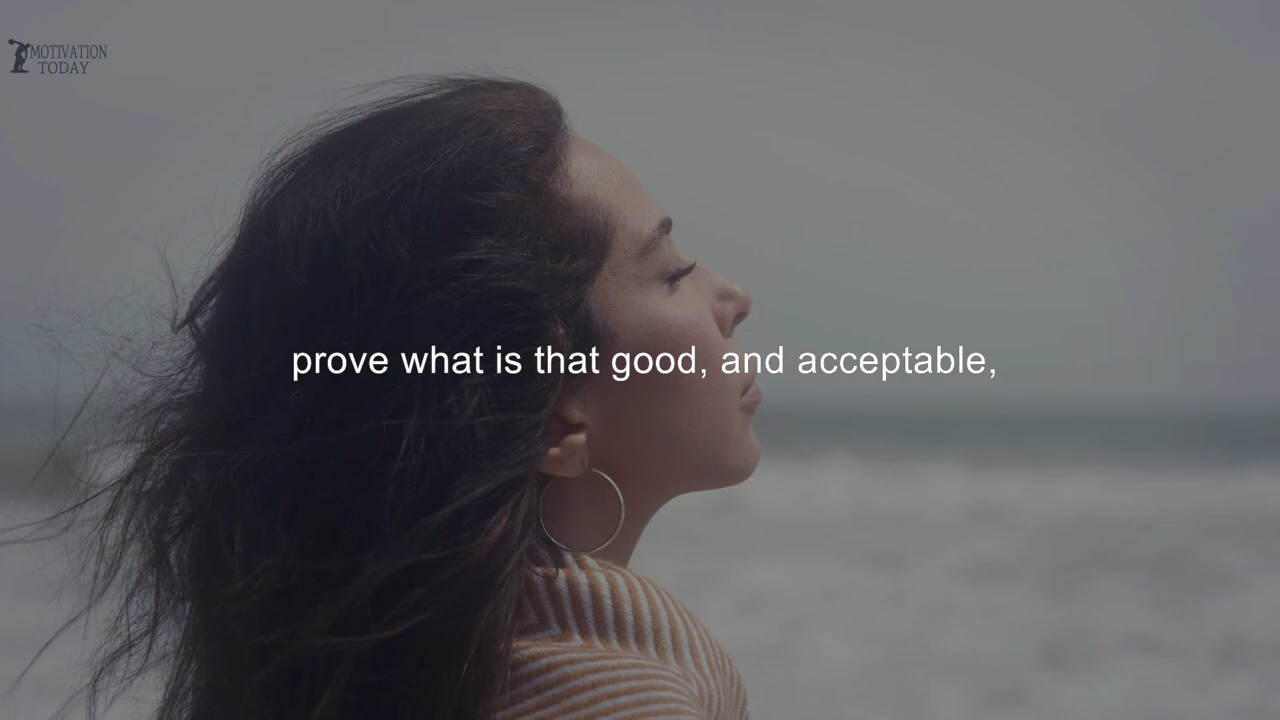 MOTIVATION
TODAY
prove what is that good, and acceptable,